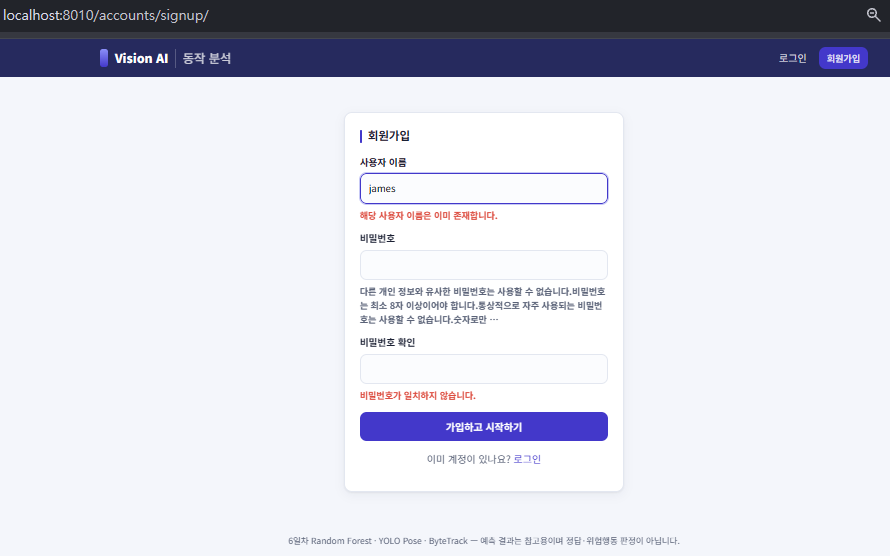 localhost:8010/accounts/signup/
Vision AI | 동작 분석
로그인
회원가입
회원가입
사용자 이름
james
해당 사용자 이름은 이미 존재합니다.
비밀번호
다른 개인 정보와 유사한 비밀번호는 사용할 수 없습니다.비밀번호
는 최소 8자 이상이어야 합니다.통상적으로 자주 사용되는 비밀번
호는 사용할 수 없습니다.숫자로만 …
비밀번호 확인
비밀번호가 일치하지 않습니다.
가입하고 시작하기
이미 계정이 있나요? 로그인
6일차 Random Forest · YOLO Pose · ByteTrack — 예측 결과는 참고용이며 정답·위험행동 판정이 아닙니다.